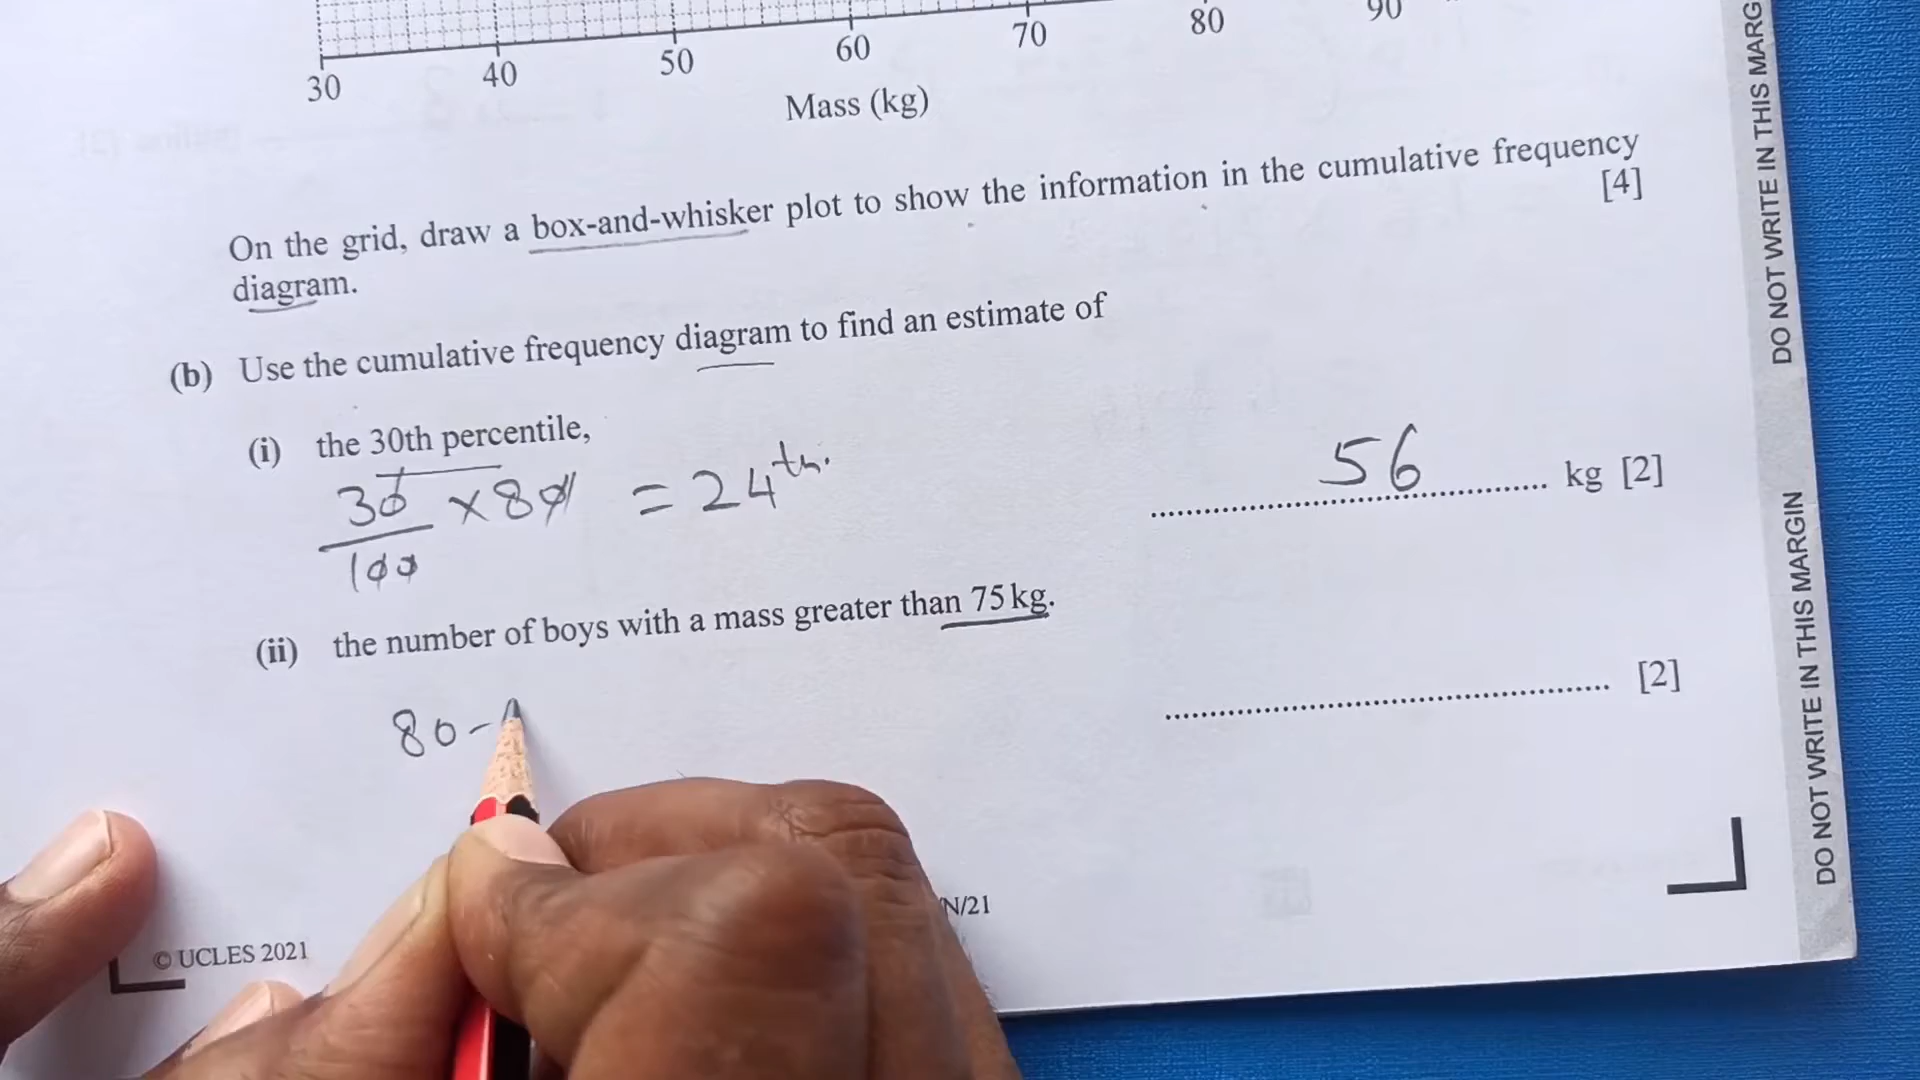 30 40 50 60 70 80 90
Mass (kg)
On the grid, draw a box-and-whisker plot to show the information in the cumulative frequency
diagram. [4]
(b) Use the cumulative frequency diagram to find an estimate of
(i) the 30th percentile,
30/100 × 80 = 24th.
56 kg [2]
(ii) the number of boys with a mass greater than 75 kg.
80 -
[2]
© UCLES 2021
N/21
DO NOT WRITE IN THIS MARG
DO NOT WRITE IN THIS MARGIN